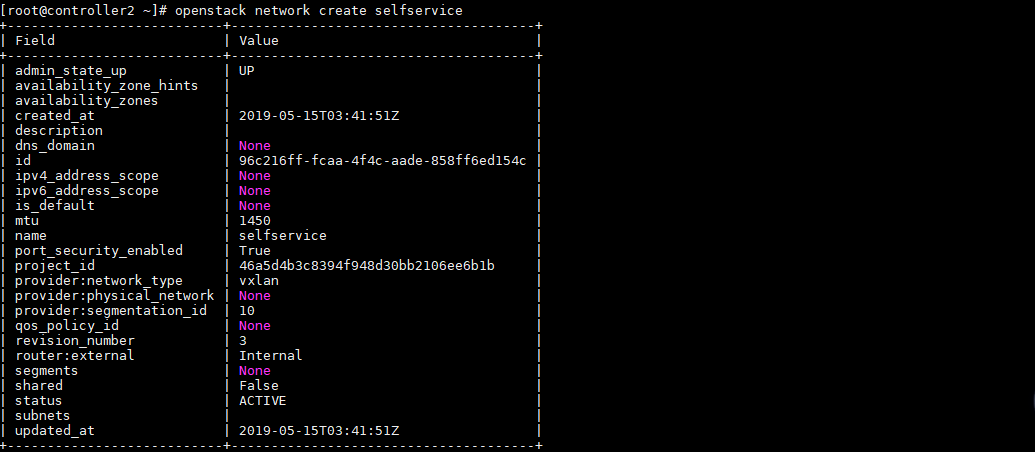 [root@controller2 ~]# openstack network create selfservice
+---------------------------+--------------------------------------+
| Field                     | Value                                |
+---------------------------+--------------------------------------+
| admin_state_up            | UP                                   |
| availability_zone_hints   |                                      |
| availability_zones        |                                      |
| created_at                | 2019-05-15T03:41:51Z                 |
| description               |                                      |
| dns_domain                | None                                 |
| id                        | 96c216ff-fcaa-4f4c-aade-858ff6ed154c |
| ipv4_address_scope        | None                                 |
| ipv6_address_scope        | None                                 |
| is_default                | None                                 |
| mtu                       | 1450                                 |
| name                      | selfservice                          |
| port_security_enabled     | True                                 |
| project_id                | 46a5d4b3c8394f948d30bb2106ee6b1b     |
| provider:network_type     | vxlan                                |
| provider:physical_network | None                                 |
| provider:segmentation_id  | 10                                   |
| qos_policy_id             | None                                 |
| revision_number           | 3                                    |
| router:external           | Internal                             |
| segments                  | None                                 |
| shared                    | False                                |
| status                    | ACTIVE                               |
| subnets                   |                                      |
| updated_at                | 2019-05-15T03:41:51Z                 |
+---------------------------+--------------------------------------+